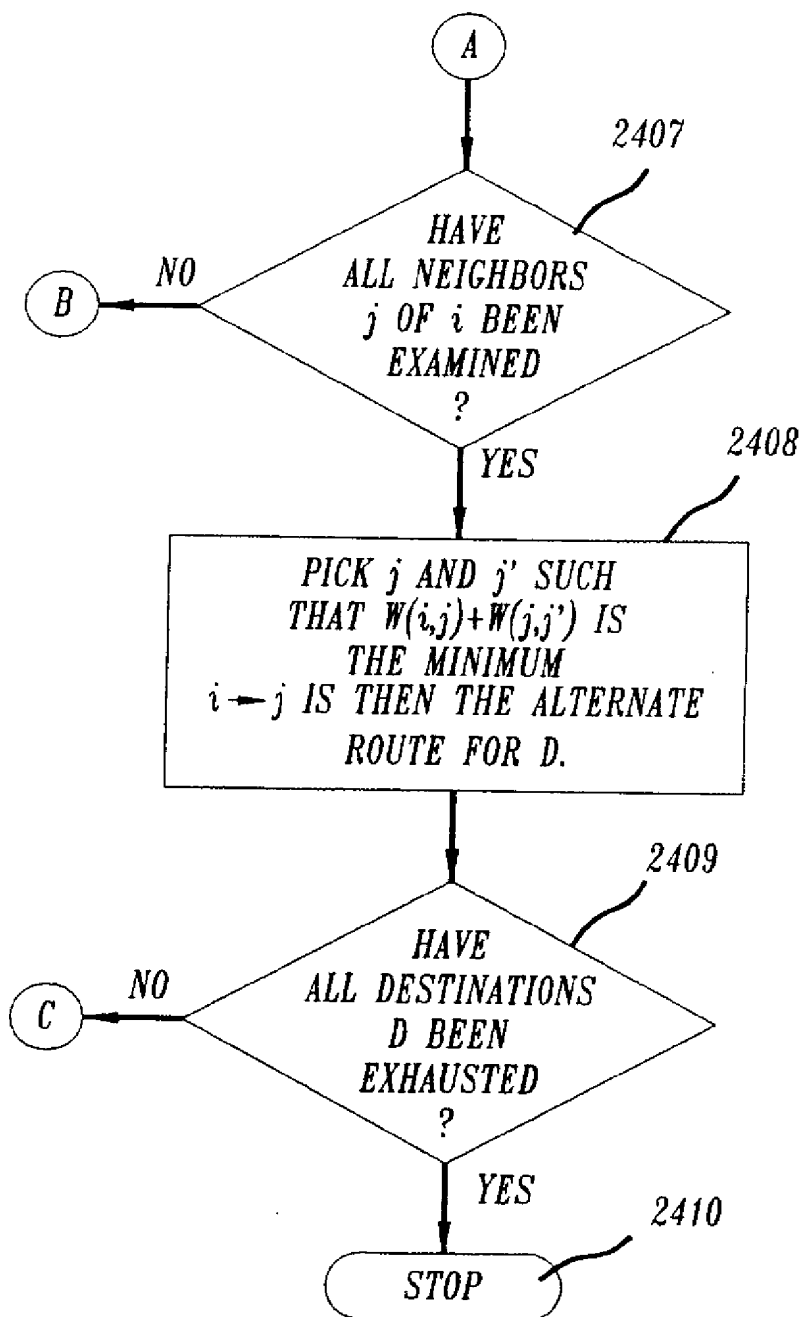 A
2407
HAVE
ALL NEIGHBORS
j OF i BEEN
EXAMINED
?
NO
B
YES
2408
PICK j AND j' SUCH
THAT W(i,j)+W(j,j') IS
THE MINIMUM
i → j IS THEN THE ALTERNATE
ROUTE FOR D.
2409
HAVE
ALL DESTINATIONS
D BEEN
EXHAUSTED
?
NO
C
YES
2410
STOP